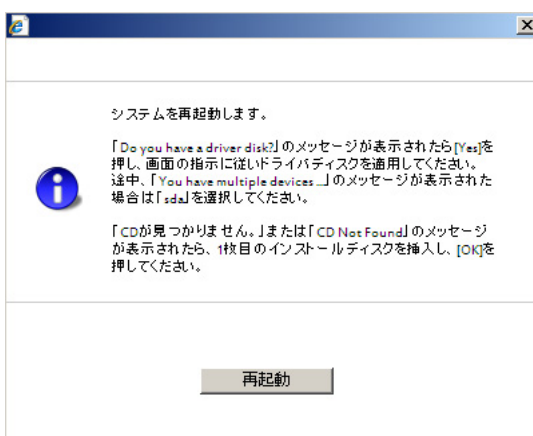 システムを再起動します。
「Do you have a driver disk?」のメッセージが表示されたら[Yes]を
押し、画面の指示に従いドライバディスクを適用してください。
途中、「You have multiple devices ...」のメッセージが表示された
場合は「sda」を選択してください。
「CDが見つかりません。」または「CD Not Found」のメッセージ
が表示されたら、1枚目のインストールディスクを挿入し、[OK]を
押してください。
再起動